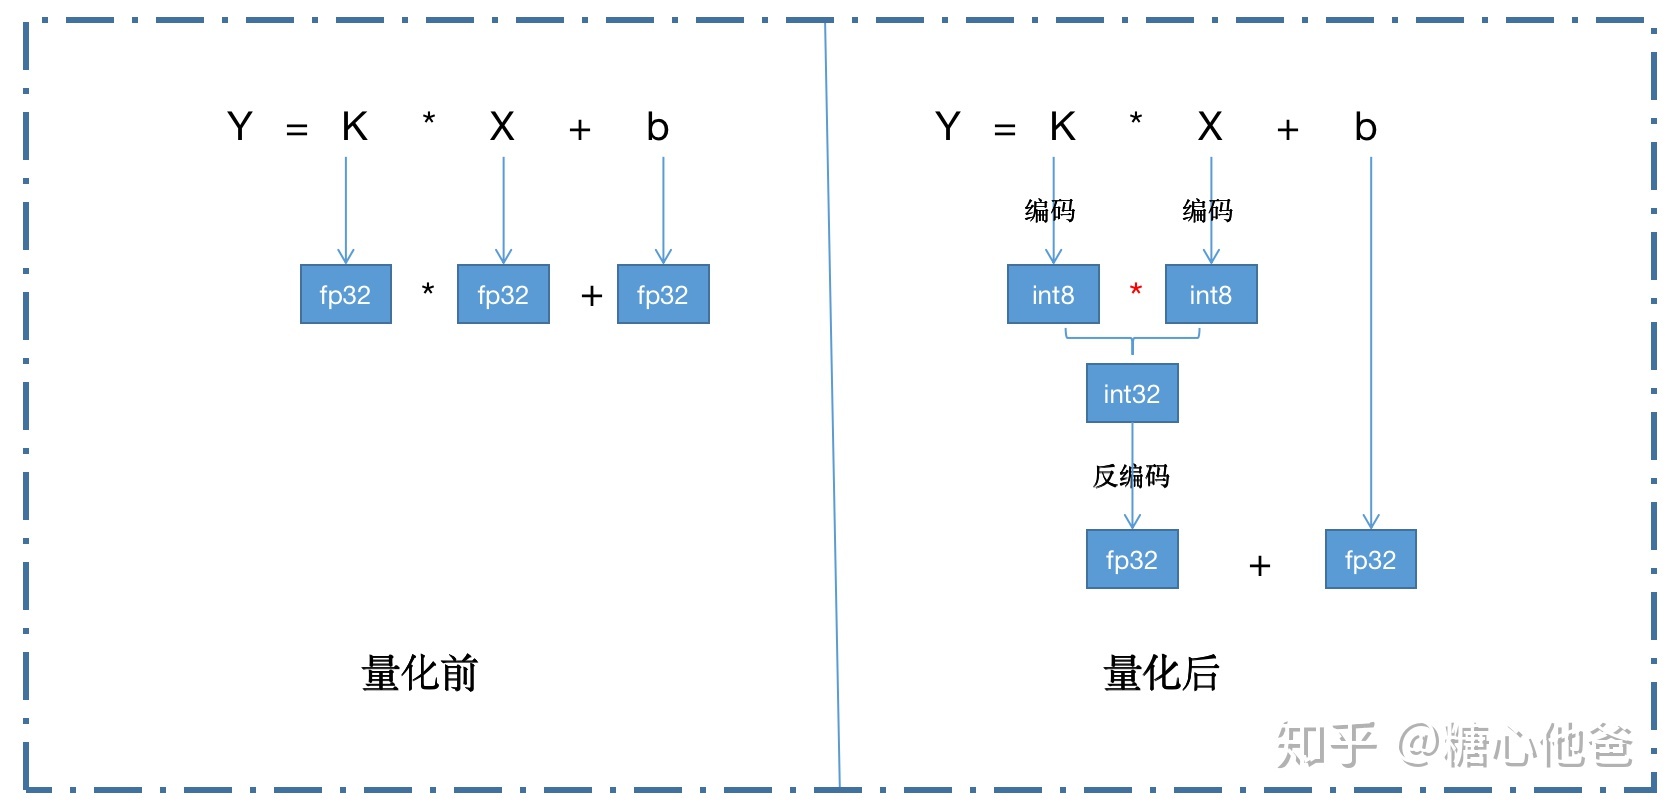 Y = K * X + b
fp32 * fp32 + fp32
量化前
Y = K * X + b
编码 编码
int8 * int8
int32
反编码
fp32 + fp32
量化后
知乎 @糖心他爸